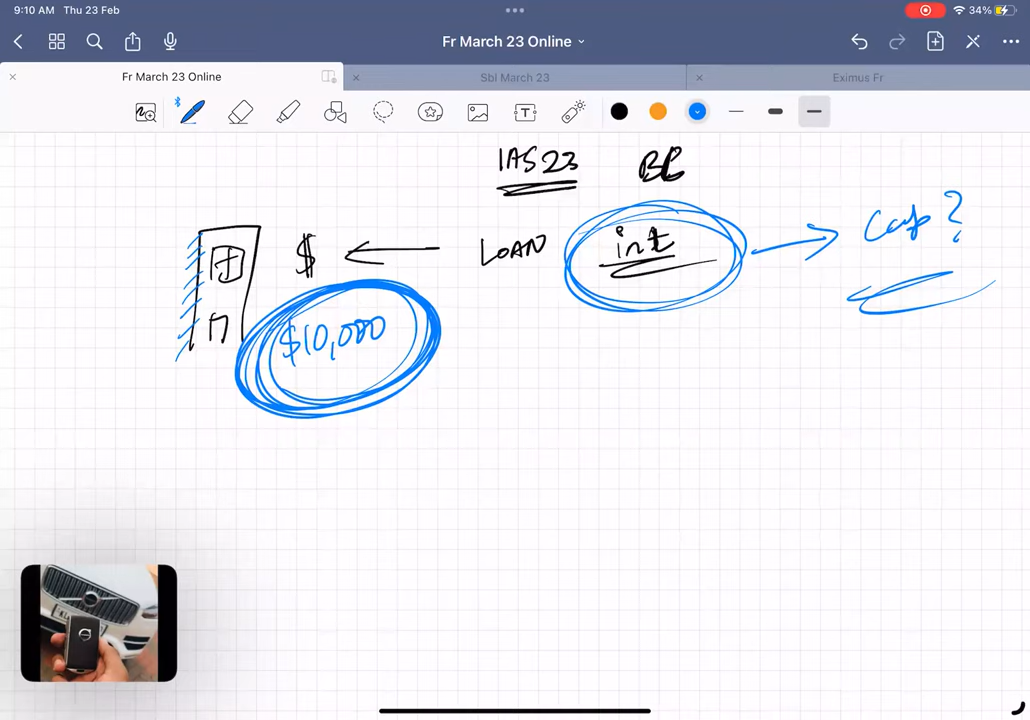 9:10 AM Thu 23 Feb
34%
Fr March 23 Online
Fr March 23 Online
Sbl March 23
Eximus Fr
IAS 23
$ LOAN int Cap?
$10,000